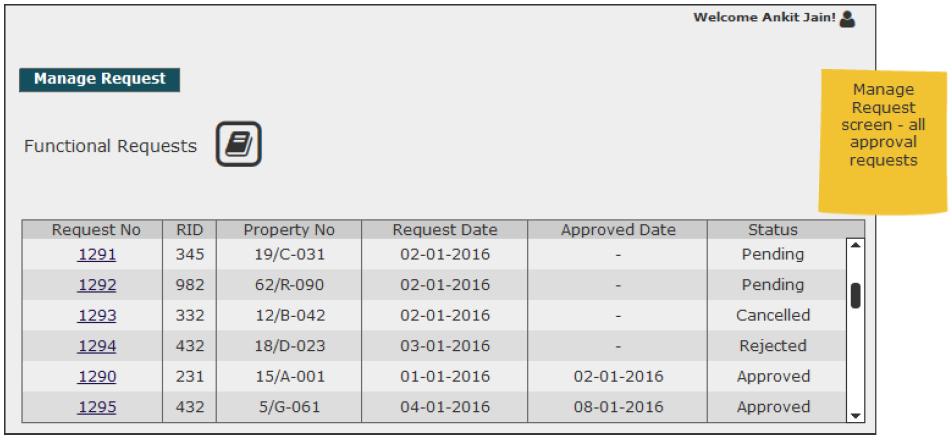 Welcome Ankit Jain!
Manage Request
Manage
Request
screen - all
approval
requests
Functional Requests
Request No RID Property No Request Date Approved Date Status
1291 345 19/C-031 02-01-2016 - Pending
1292 982 62/R-090 02-01-2016 - Pending
1293 332 12/B-042 02-01-2016 - Cancelled
1294 432 18/D-023 03-01-2016 - Rejected
1290 231 15/A-001 01-01-2016 02-01-2016 Approved
1295 432 5/G-061 04-01-2016 08-01-2016 Approved